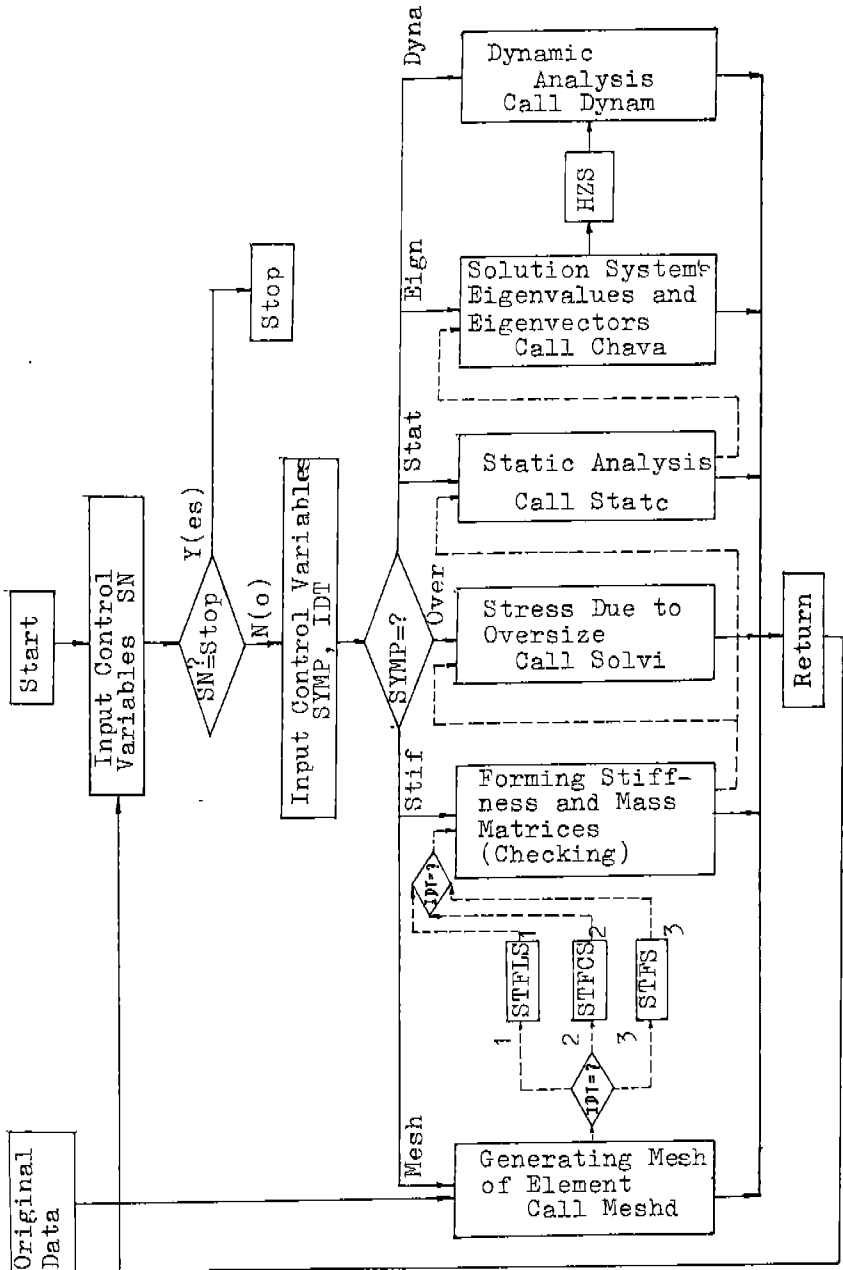 Start
Input Control
Variables SN
?
SN=Stop
Y(es)
Stop
N(o)
Input Control Variables
SYMP, IDT
SYMP=?
Original
Data
Mesh
Generating Mesh
of Element
Call Meshd
IDT=?
1
2
3
STFLS
STFCS
STFS
1
2
3
IDT=?
Stif
Forming Stiff-
ness and Mass
Matrices
(Checking)
Over
Stress Due to
Oversize
Call Solvi
Stat
Static Analysis
Call Statc
Eign
Solution System's
Eigenvalues and
Eigenvectors
Call Chava
HZS
Dyna
Dynamic
Analysis
Call Dynam
Return